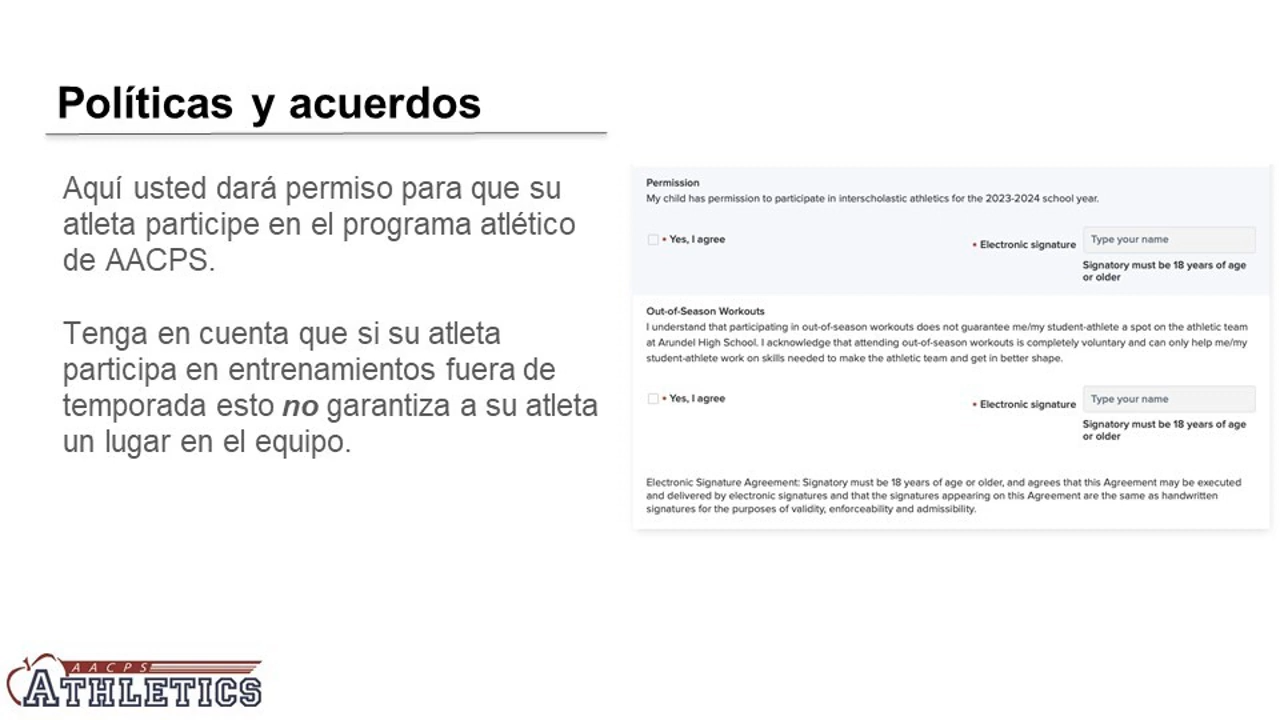 Políticas y acuerdos
Aquí usted dará permiso para que su
atleta participe en el programa atlético
de AACPS.
Tenga en cuenta que si su atleta
participa en entrenamientos fuera de
temporada esto no garantiza a su atleta
un lugar en el equipo.
Permission
My child has permission to participate in interscholastic athletics for the 2023-2024 school year.
• Yes, I agree
• Electronic signature
Type your name
Signatory must be 18 years of age
or older
Out-of-Season Workouts
I understand that participating in out-of-season workouts does not guarantee me/my student-athlete a spot on the athletic team
at Arundel High School. I acknowledge that attending out-of-season workouts is completely voluntary and can only help me/my
student-athlete work on skills needed to make the athletic team and get in better shape.
• Yes, I agree
• Electronic signature
Type your name
Signatory must be 18 years of age
or older
Electronic Signature Agreement: Signatory must be 18 years of age or older, and agrees that this Agreement may be executed
and delivered by electronic signatures and that the signatures appearing on this Agreement are the same as handwritten
signatures for the purposes of validity, enforceability and admissibility.
AACPS
ATHLETICS